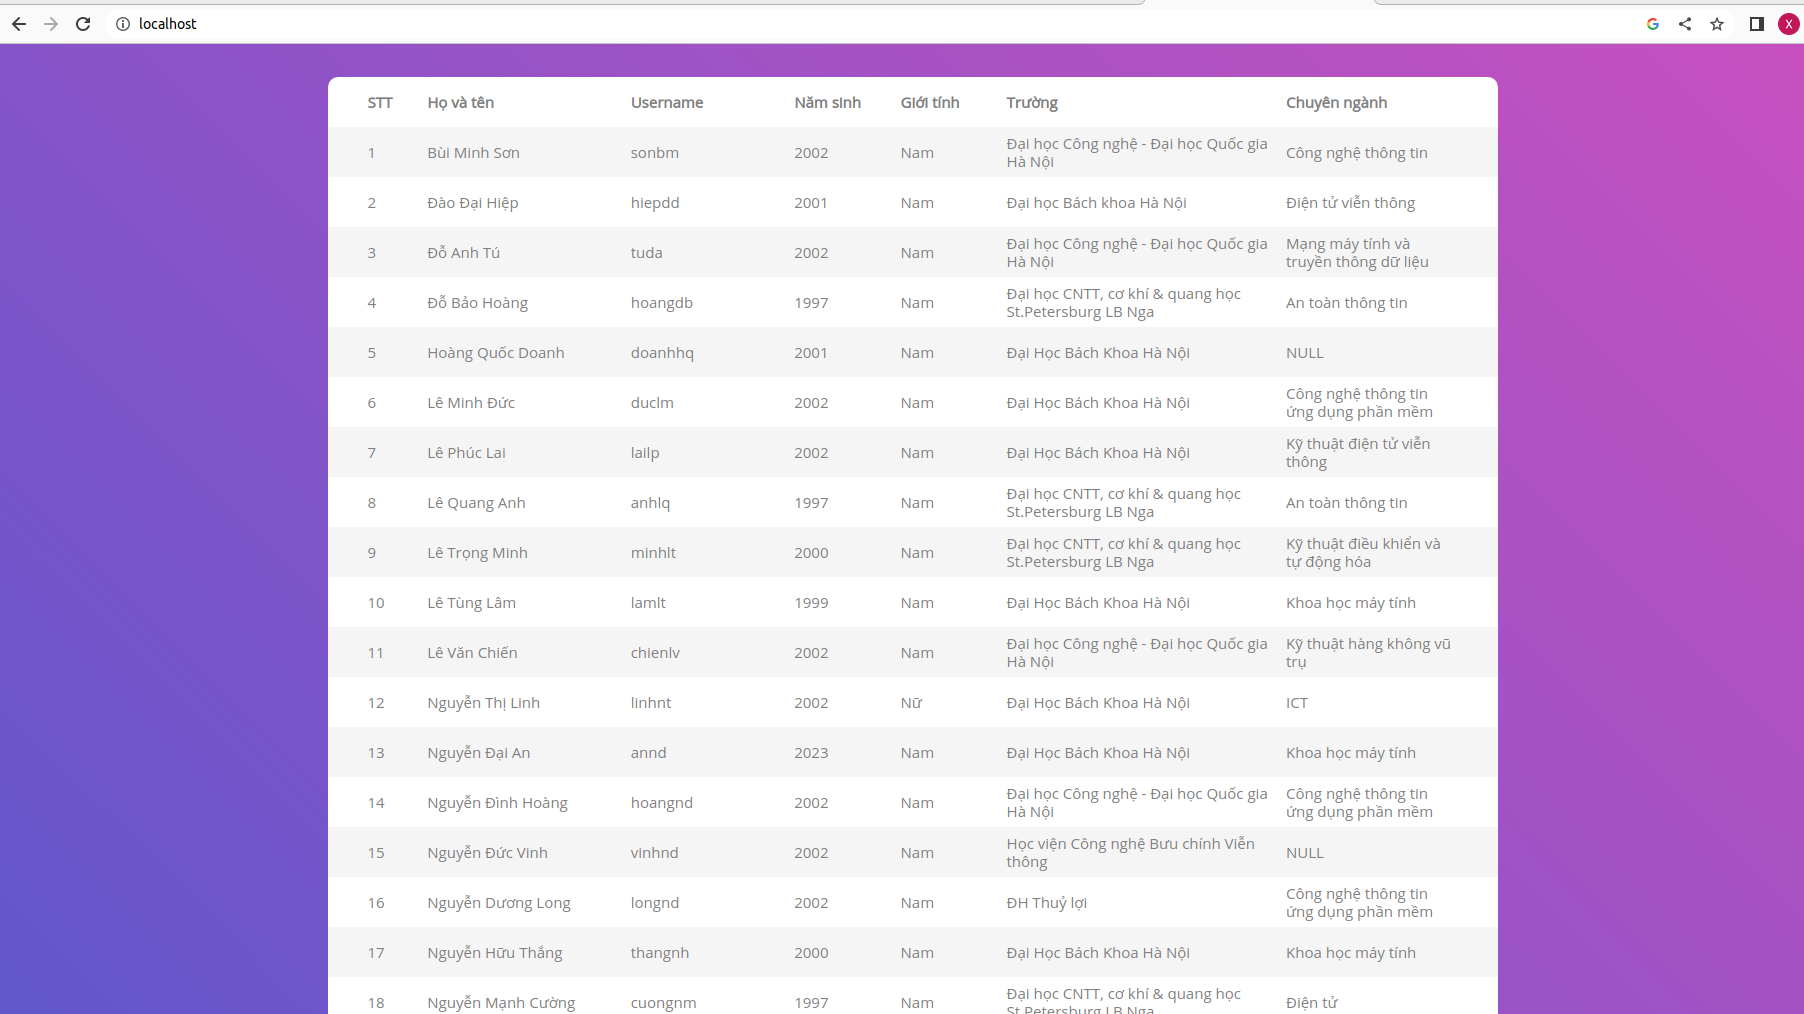 localhost
X
STT Họ và tên Username Năm sinh Giới tính Trường Chuyên ngành
1 Bùi Minh Sơn sonbm 2002 Nam Đại học Công nghệ - Đại học Quốc gia Công nghệ thông tin
Hà Nội
2 Đào Đại Hiệp hiepdd 2001 Nam Đại học Bách khoa Hà Nội Điện tử viễn thông
3 Đỗ Anh Tú tuda 2002 Nam Đại học Công nghệ - Đại học Quốc gia Mạng máy tính và
Hà Nội truyền thông dữ liệu
4 Đỗ Bảo Hoàng hoangdb 1997 Nam Đại học CNTT, cơ khí & quang học An toàn thông tin
St.Petersburg LB Nga
5 Hoàng Quốc Doanh doanhhq 2001 Nam Đại Học Bách Khoa Hà Nội NULL
6 Lê Minh Đức duclm 2002 Nam Đại Học Bách Khoa Hà Nội Công nghệ thông tin
ứng dụng phần mềm
7 Lê Phúc Lai lailp 2002 Nam Đại Học Bách Khoa Hà Nội Kỹ thuật điện tử viễn
thông
8 Lê Quang Anh anhlq 1997 Nam Đại học CNTT, cơ khí & quang học An toàn thông tin
St.Petersburg LB Nga
9 Lê Trọng Minh minhlt 2000 Nam Đại học CNTT, cơ khí & quang học Kỹ thuật điều khiển và
St.Petersburg LB Nga tự động hóa
10 Lê Tùng Lâm lamlt 1999 Nam Đại Học Bách Khoa Hà Nội Khoa học máy tính
11 Lê Văn Chiến chienlv 2002 Nam Đại học Công nghệ - Đại học Quốc gia Kỹ thuật hàng không vũ
Hà Nội trụ
12 Nguyễn Thị Linh linhnt 2002 Nữ Đại Học Bách Khoa Hà Nội ICT
13 Nguyễn Đại An annd 2023 Nam Đại Học Bách Khoa Hà Nội Khoa học máy tính
14 Nguyễn Đình Hoàng hoangnd 2002 Nam Đại học Công nghệ - Đại học Quốc gia Công nghệ thông tin
Hà Nội ứng dụng phần mềm
15 Nguyễn Đức Vinh vinhnd 2002 Nam Học viện Công nghệ Bưu chính Viễn NULL
thông
16 Nguyễn Dương Long longnd 2002 Nam ĐH Thuỷ lợi Công nghệ thông tin
ứng dụng phần mềm
17 Nguyễn Hữu Thắng thangnh 2000 Nam Đại Học Bách Khoa Hà Nội Khoa học máy tính
18 Nguyễn Mạnh Cường cuongnm 1997 Nam Đại học CNTT, cơ khí & quang học Điện tử
St.Petersburg LB Nga